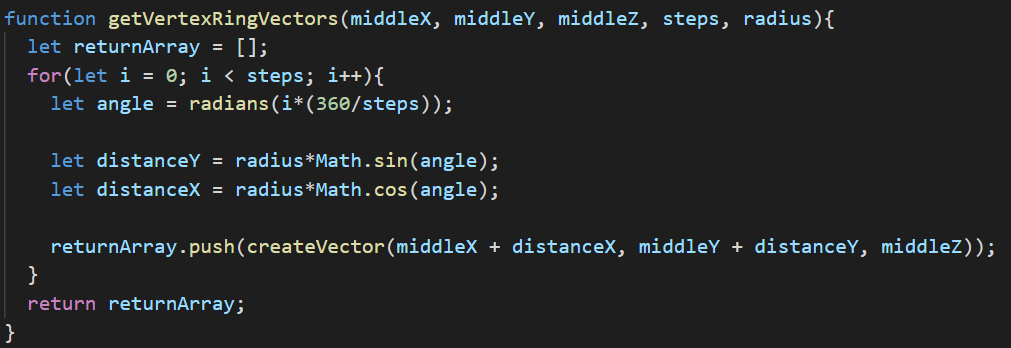 function getVertexRingVectors(middleX, middleY, middleZ, steps, radius){
  let returnArray = [];
  for(let i = 0; i < steps; i++){
    let angle = radians(i*(360/steps));

    let distanceY = radius*Math.sin(angle);
    let distanceX = radius*Math.cos(angle);

    returnArray.push(createVector(middleX + distanceX, middleY + distanceY, middleZ));
  }
  return returnArray;
}